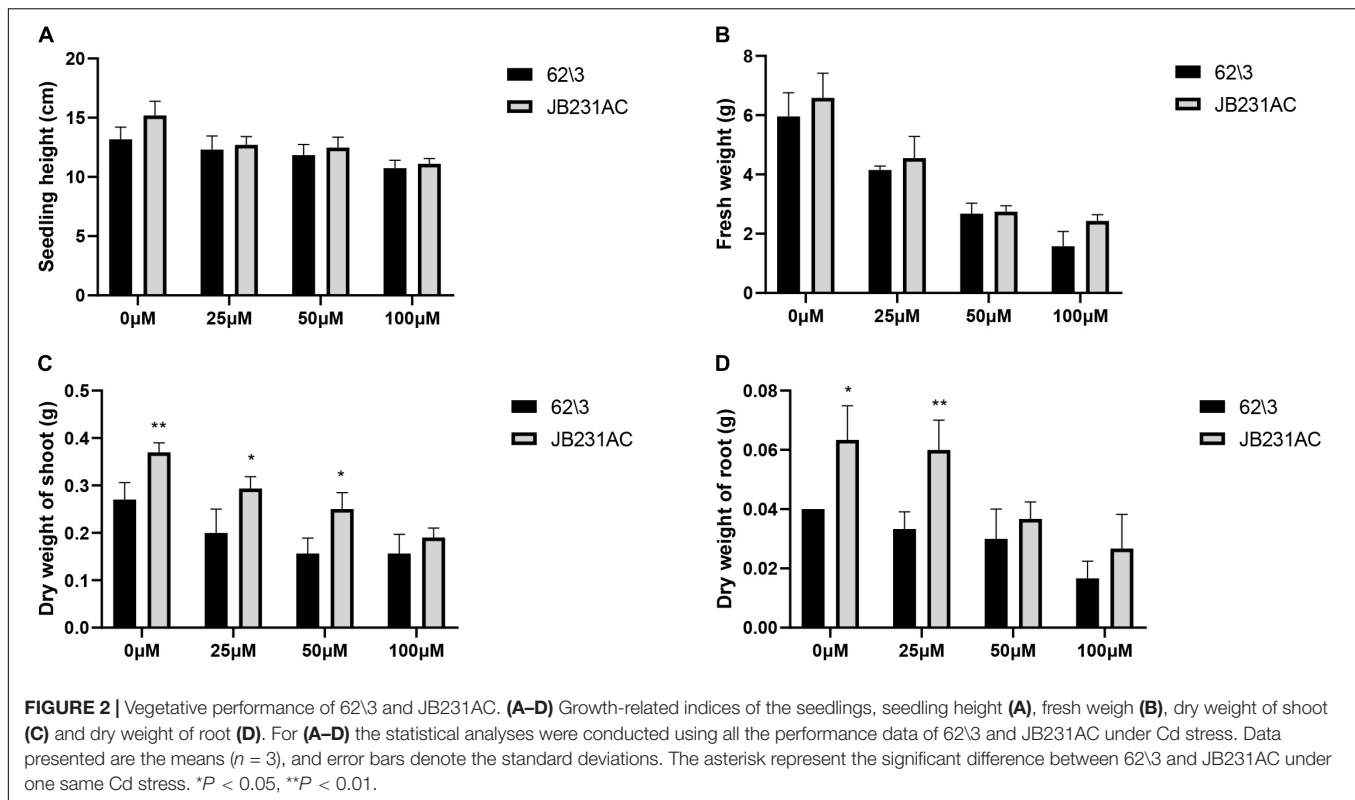 A
Seedling height (cm)
20
15
10
5
0
0μM 25μM 50μM 100μM
62\3
JB231AC
B
Fresh weight (g)
8
6
4
2
0
0μM 25μM 50μM 100μM
62\3
JB231AC
C
Dry weight of shoot (g)
0.5
0.4
0.3
0.2
0.1
0.0
** * *
0μM 25μM 50μM 100μM
62\3
JB231AC
D
Dry weight of root (g)
0.08
0.06
0.04
0.02
0.00
* **
0μM 25μM 50μM 100μM
62\3
JB231AC
FIGURE 2 | Vegetative performance of 62\3 and JB231AC. (A–D) Growth-related indices of the seedlings, seedling height (A), fresh weigh (B), dry weight of shoot
(C) and dry weight of root (D). For (A–D) the statistical analyses were conducted using all the performance data of 62\3 and JB231AC under Cd stress. Data
presented are the means (n = 3), and error bars denote the standard deviations. The asterisk represent the significant difference between 62\3 and JB231AC under
one same Cd stress. *P < 0.05, **P < 0.01.